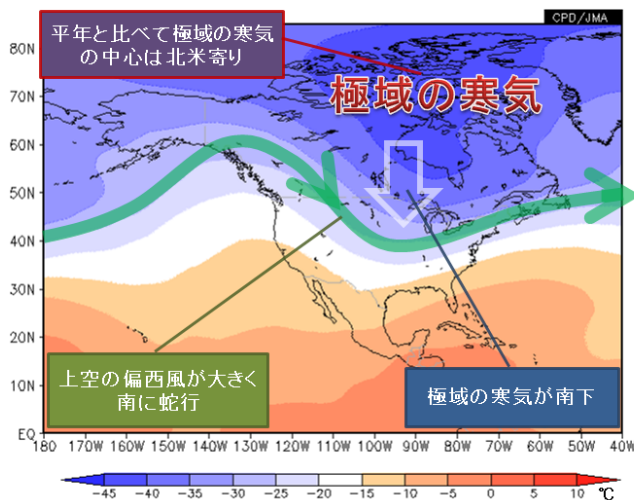 CPD/JMA
平年と比べて極域の寒気
の中心は北米寄り
極域の寒気
85N
80N
70N
60N
50N
40N
30N
20N
10N
EQ
上空の偏西風が大きく
南に蛇行
極域の寒気が南下
180 170W 160W 150W 140W 130W 120W 110W 100W 90W 80W 70W 60W 50W 40W
-45 -40 -35 -30 -25 -20 -15 -10 -5 0 5 10 ℃